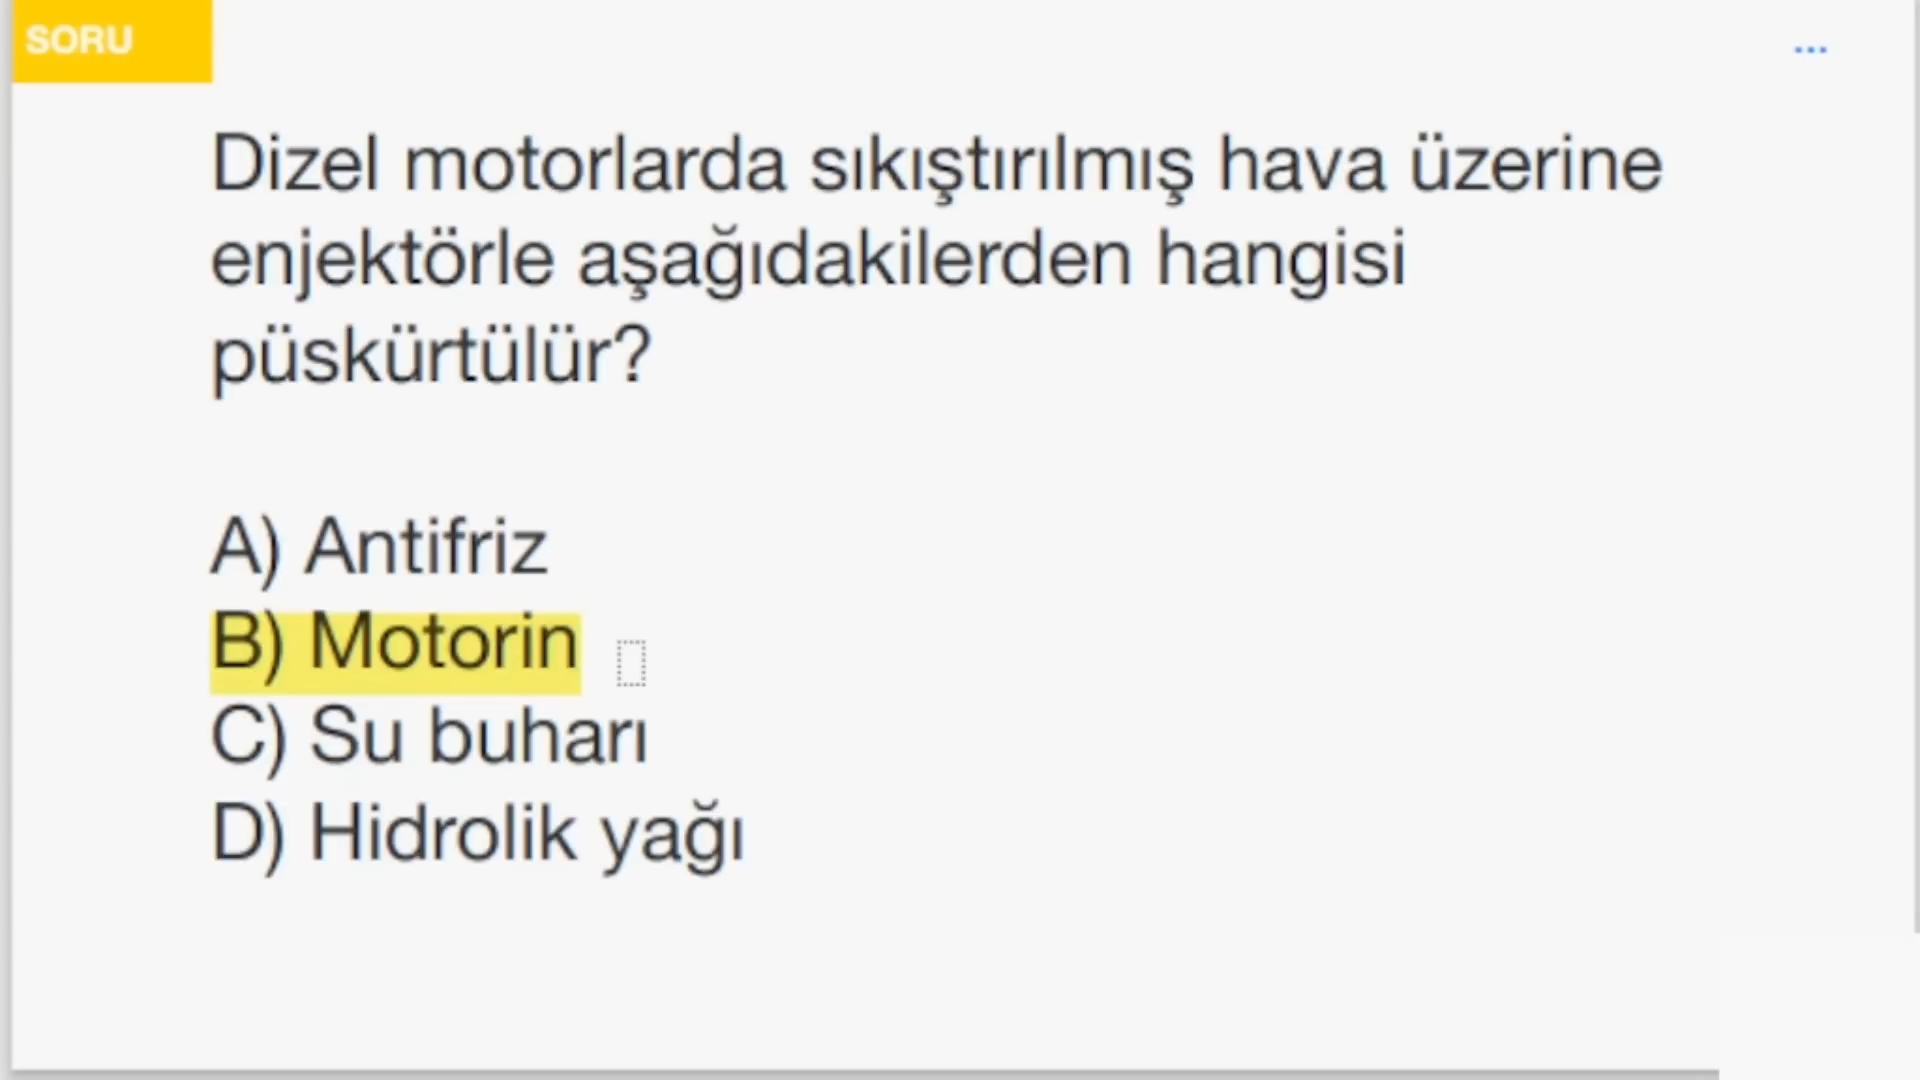 SORU
Dizel motorlarda sıkıştırılmış hava üzerine
enjektörle aşağıdakilerden hangisi
püskürtülür?
A) Antifriz
B) Motorin
C) Su buharı
D) Hidrolik yağı